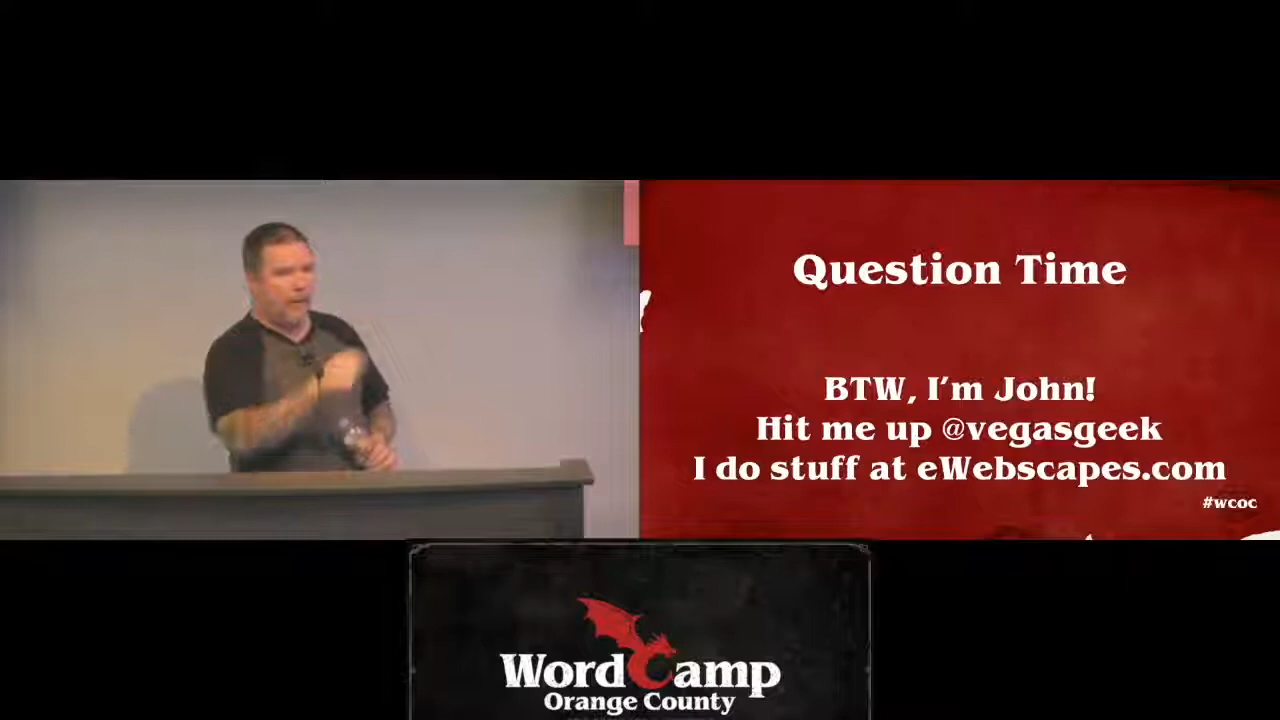 Question Time
BTW, I'm John!
Hit me up @vegasgeek
I do stuff at eWebscapes.com
#wcoc
WordCamp
Orange County